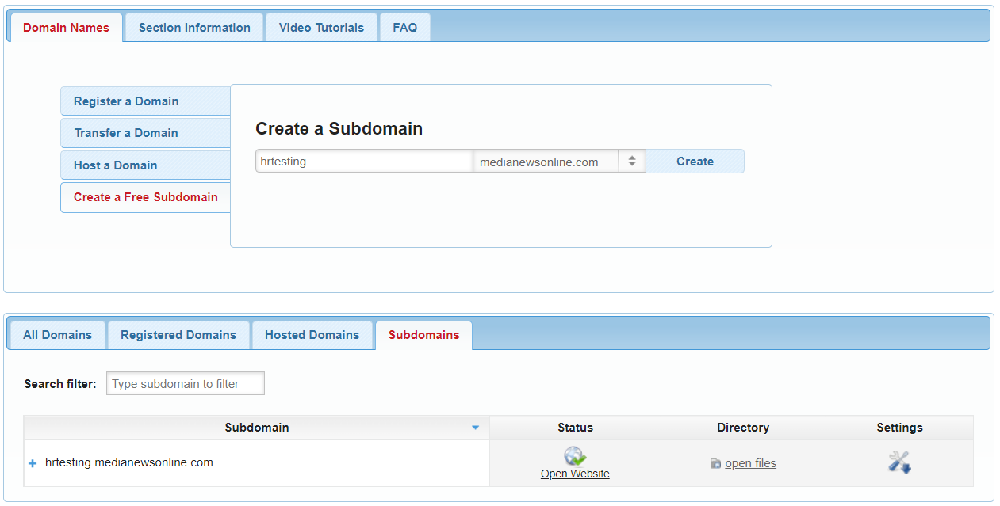 Domain Names Section Information Video Tutorials FAQ
Register a Domain
Transfer a Domain
Host a Domain
Create a Free Subdomain
Create a Subdomain
hrtesting medianewsonline.com Create
All Domains Registered Domains Hosted Domains Subdomains
Search filter: Type subdomain to filter
Subdomain Status Directory Settings
hrtesting.medianewsonline.com Open Website open files